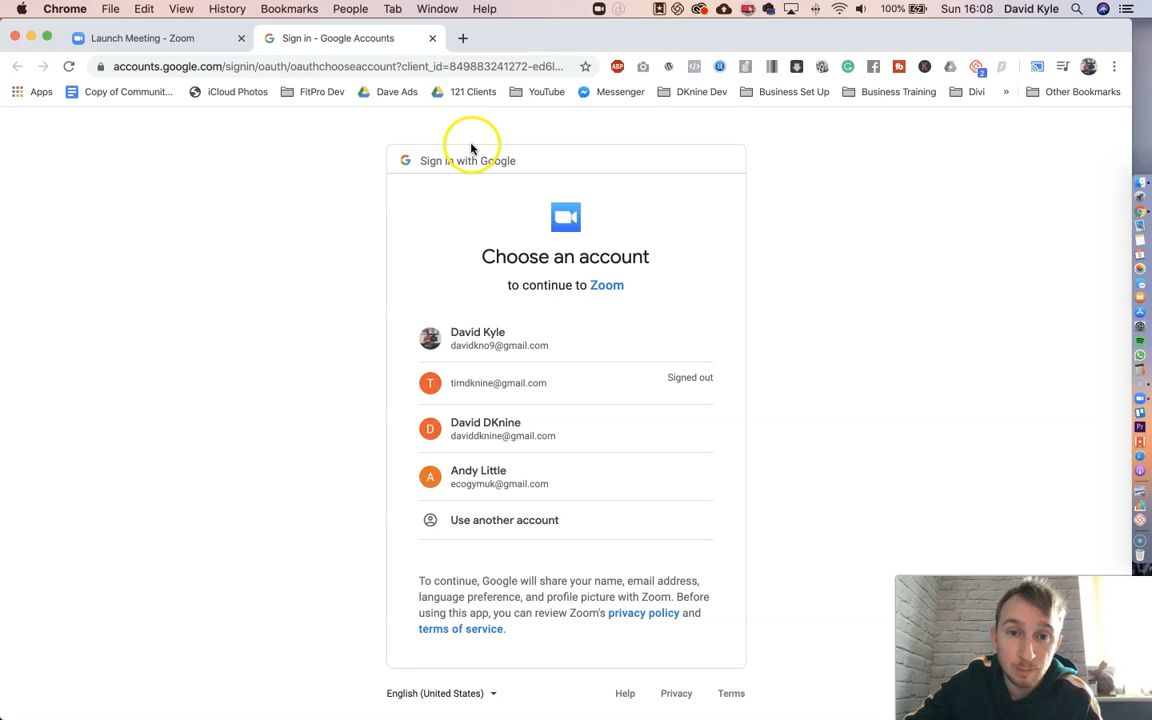 Chrome File Edit View History Bookmarks People Tab Window Help 100% Sun 16:08 David Kyle
Launch Meeting - Zoom
Sign in - Google Accounts
accounts.google.com/signin/oauth/oauthchooseaccount?client_id=849883241272-ed6l...
ABP
2
Apps Copy of Communit... iCloud Photos FitPro Dev Dave Ads 121 Clients YouTube Messenger DKnine Dev Business Set Up Business Training Divi » Other Bookmarks
Sign in with Google
Choose an account
to continue to Zoom
David Kyle
davidkno9@gmail.com
T timdknine@gmail.com Signed out
David DKnine
D daviddknine@gmail.com
Andy Little
A ecogymuk@gmail.com
Use another account
To continue, Google will share your name, email address,
language preference, and profile picture with Zoom. Before
using this app, you can review Zoom's privacy policy and
terms of service.
English (United States) Help Privacy Terms